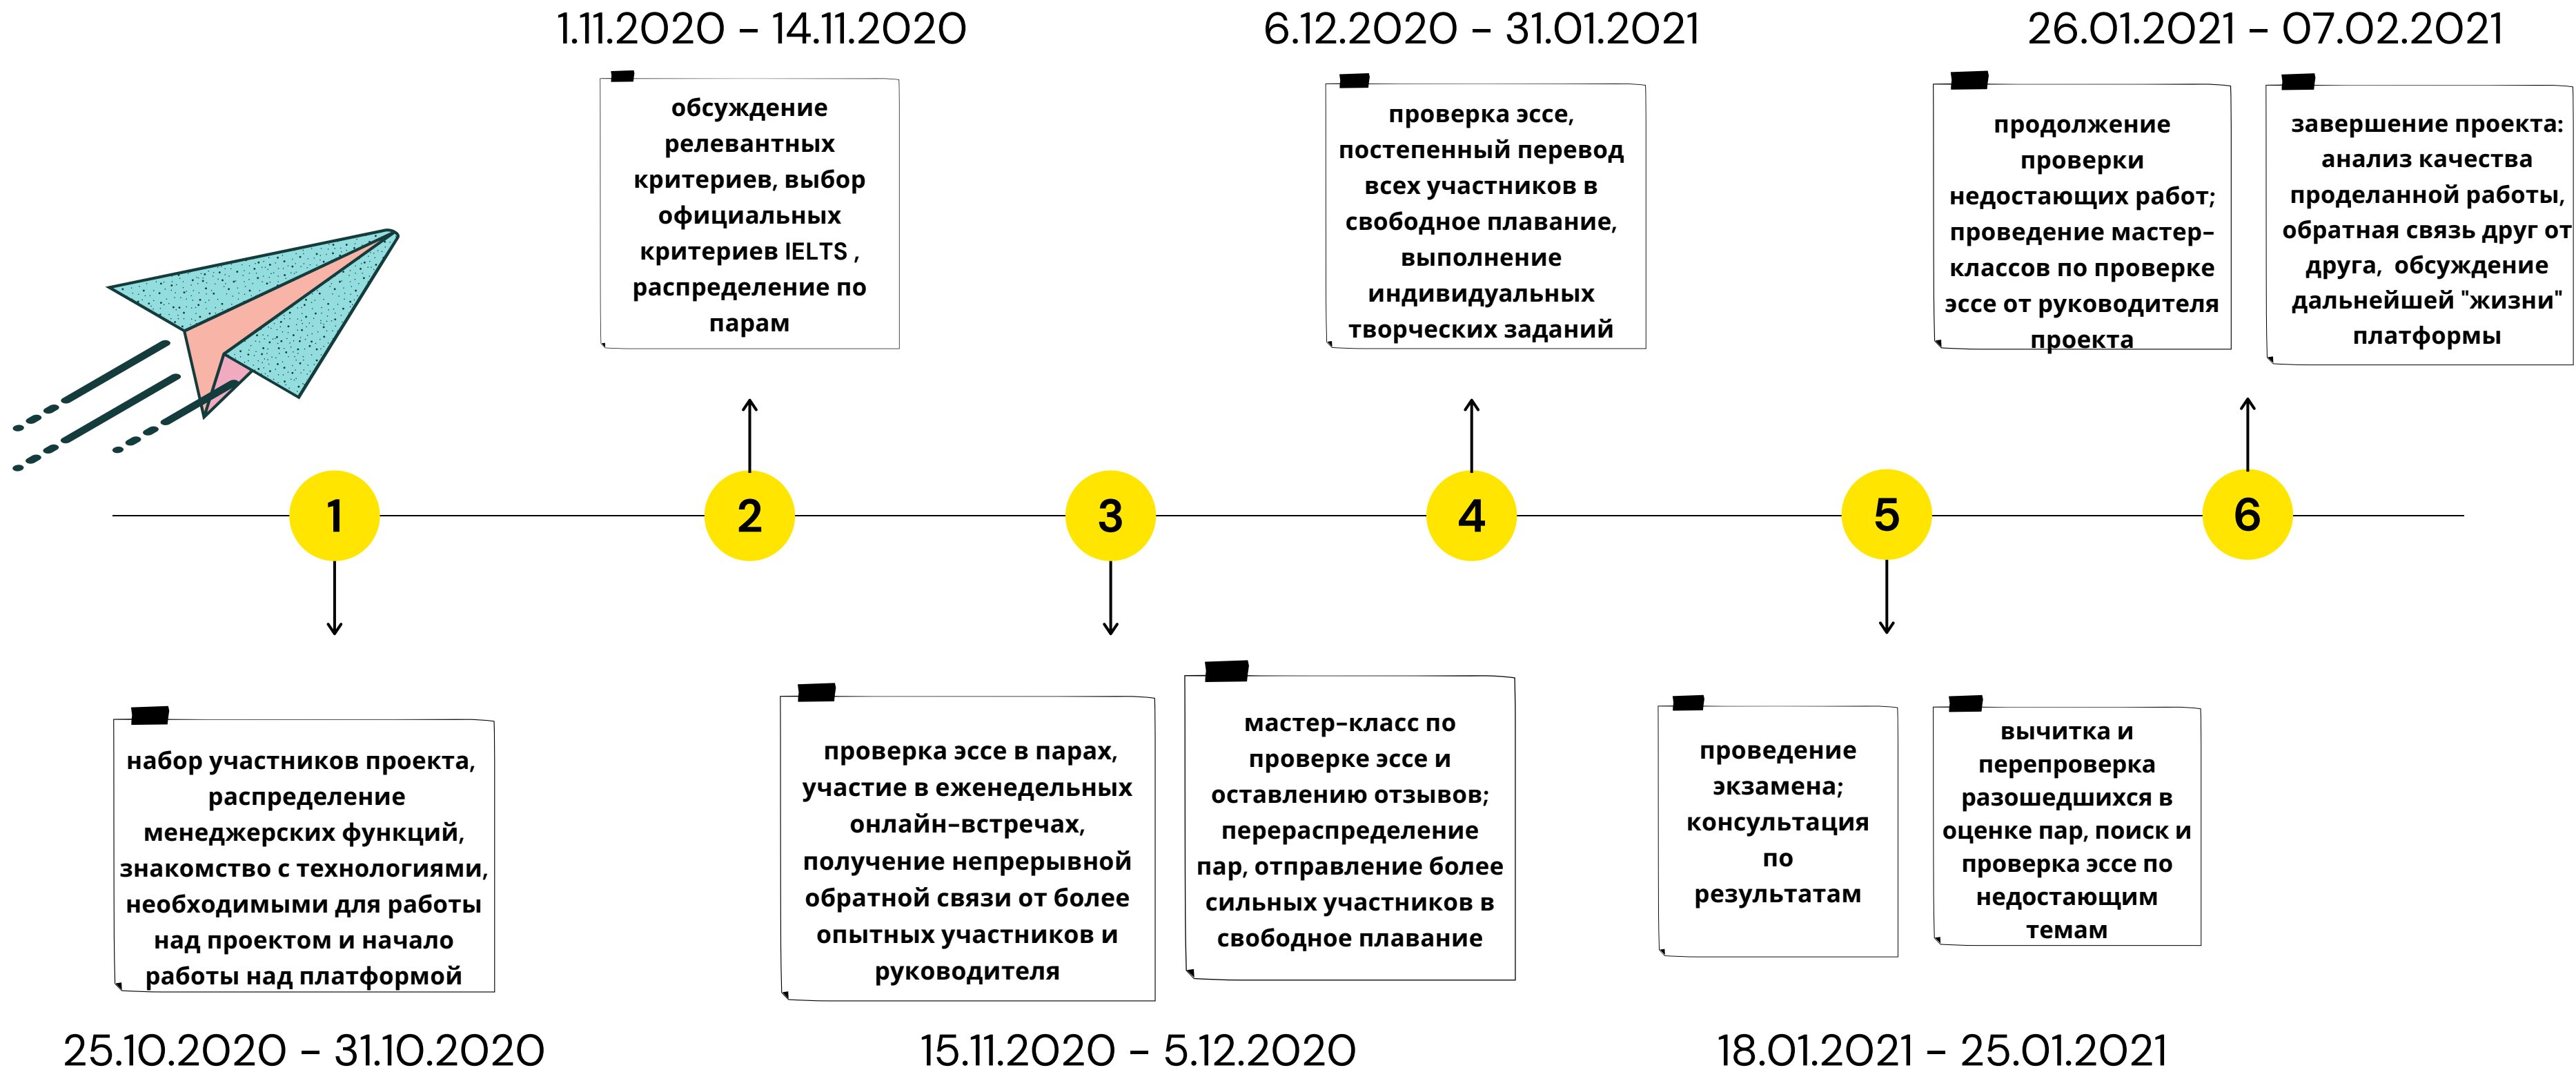 1.11.2020 – 14.11.2020
обсуждение
релевантных
критериев, выбор
официальных
критериев IELTS ,
распределение по
парам
6.12.2020 – 31.01.2021
проверка эссе,
постепенный перевод
всех участников в
свободное плавание,
выполнение
индивидуальных
творческих заданий
26.01.2021 – 07.02.2021
продолжение
проверки
недостающих работ;
проведение мастер-
классов по проверке
эссе от руководителя
проекта
завершение проекта:
анализ качества
проделанной работы,
обратная связь друг от
друга, обсуждение
дальнейшей "жизни"
платформы
1
2
3
4
5
6
набор участников проекта,
распределение
менеджерских функций,
знакомство с технологиями,
необходимыми для работы
над проектом и начало
работы над платформой
25.10.2020 – 31.10.2020
проверка эссе в парах,
участие в еженедельных
онлайн-встречах,
получение непрерывной
обратной связи от более
опытных участников и
руководителя
мастер-класс по
проверке эссе и
оставлению отзывов;
перераспределение
пар, отправление более
сильных участников в
свободное плавание
15.11.2020 – 5.12.2020
проведение
экзамена;
консультация
по
результатам
вычитка и
перепроверка
разошедшихся в
оценке пар, поиск и
проверка эссе по
недостающим
темам
18.01.2021 – 25.01.2021